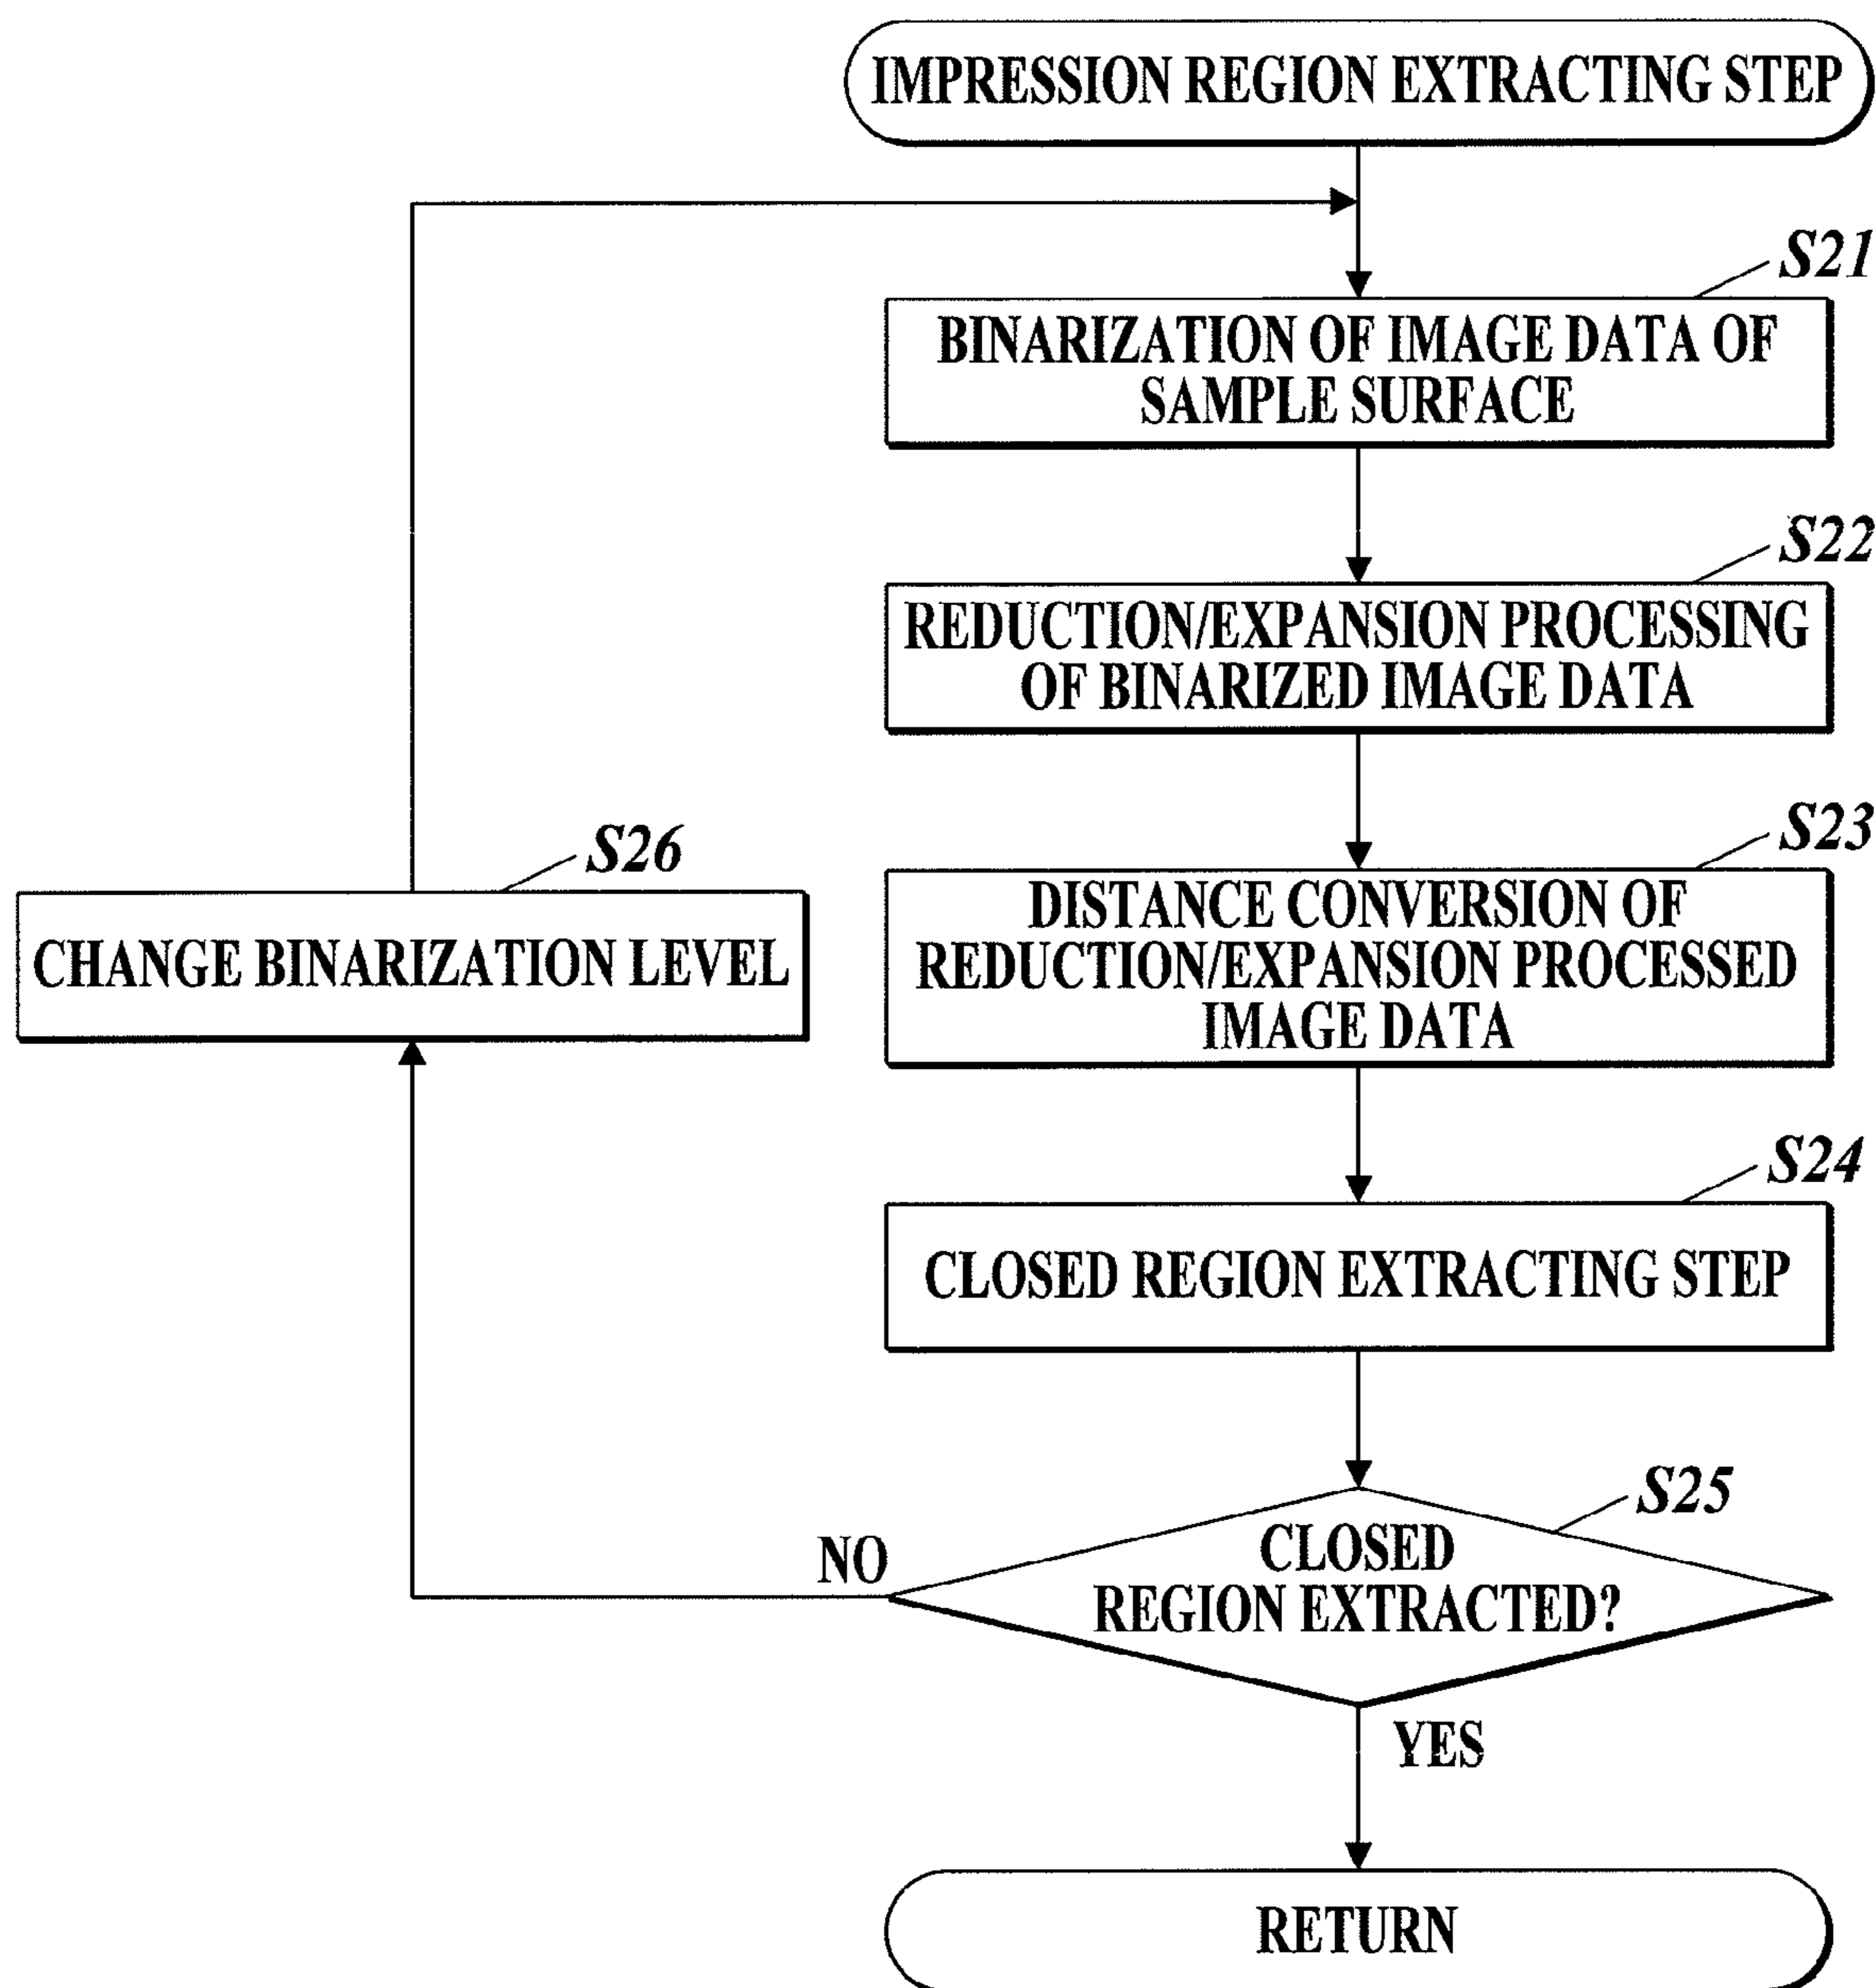 IMPRESSION REGION EXTRACTING STEP
S21
BINARIZATION OF IMAGE DATA OF
SAMPLE SURFACE
S22
REDUCTION/EXPANSION PROCESSING
OF BINARIZED IMAGE DATA
S23
DISTANCE CONVERSION OF
REDUCTION/EXPANSION PROCESSED
IMAGE DATA
S26
CHANGE BINARIZATION LEVEL
S24
CLOSED REGION EXTRACTING STEP
S25
CLOSED
REGION EXTRACTED?
NO
YES
RETURN